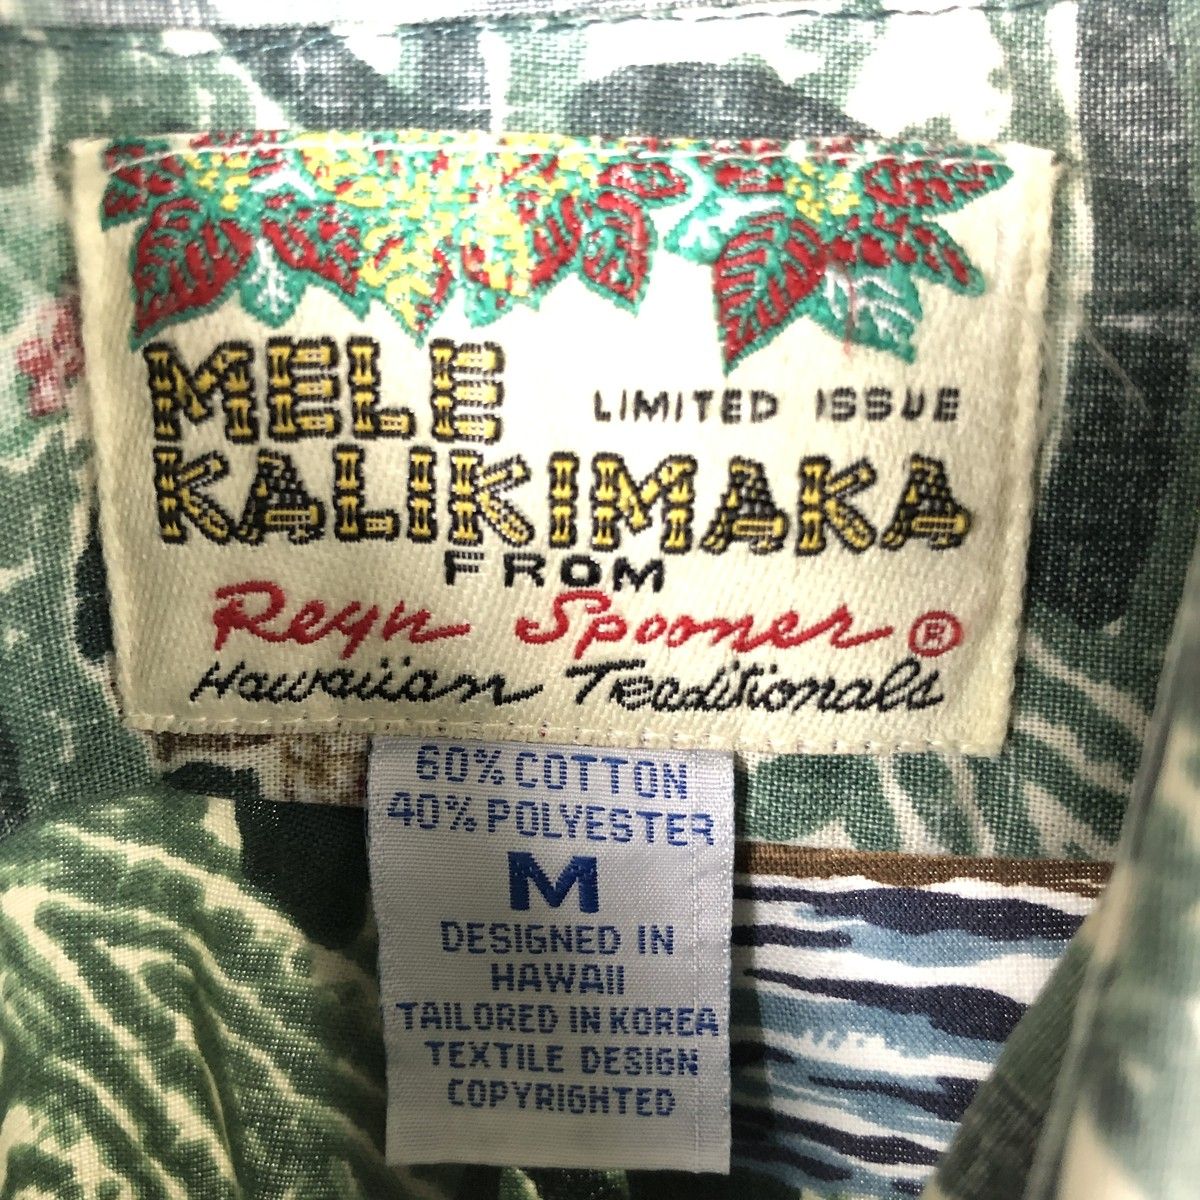 MELE
LIMITED ISSUE
KALIKIMAKA
FROM
Reyn Spooner®
Hawaiian Traditionals
60% COTTON
40% POLYESTER
M
DESIGNED IN
HAWAII
TAILORED IN KOREA
TEXTILE DESIGN
COPYRIGHTED